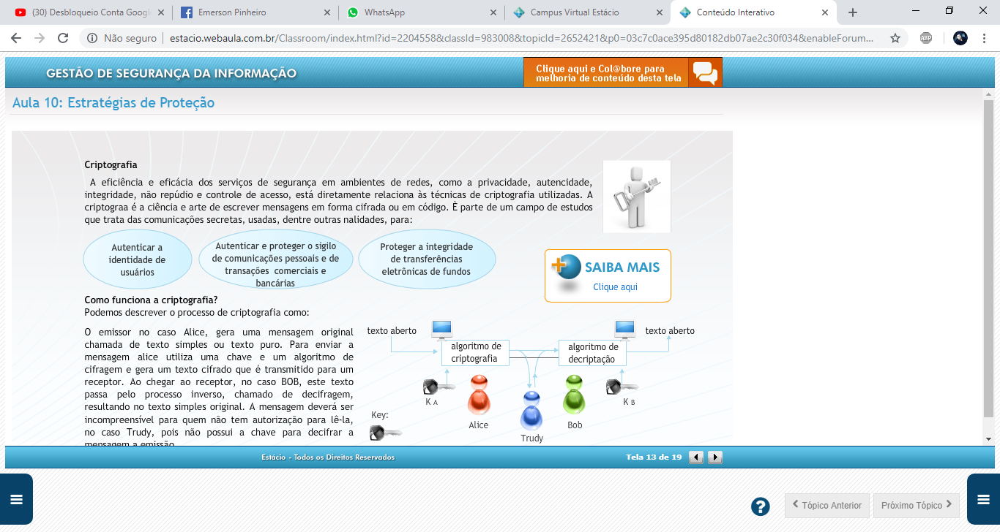 (30) Desbloqueio Conta Google
Emerson Pinheiro
WhatsApp
Campus Virtual Estácio
Conteúdo Interativo
Não seguro
estacio.webaula.com.br/Classroom/index.html?id=2204558&classId=983008&topicId=2652421&p0=03c7c0ace395d80182db07ae2c30f034&enableForum...
ABP
GESTÃO DE SEGURANÇA DA INFORMAÇÃO
Clique aqui e Col@bore para
melhoria de conteúdo desta tela
Aula 10: Estratégias de Proteção
Criptografia
A eficiência e eficácia dos serviços de segurança em ambientes de redes, como a privacidade, autencidade,
integridade, não repúdio e controle de acesso, está diretamente relaciona às técnicas de criptografia utilizadas. A
criptograa é a ciência e arte de escrever mensagens em forma cifrada ou em código. È parte de um campo de estudos
que trata das comunicações secretas, usadas, dentre outras nalidades, para:
Autenticar a
identidade de
usuários
Autenticar e proteger o sigilo
de comunicações pessoais e de
transações comerciais e
bancárias
Proteger a integridade
de transferências
eletrônicas de fundos
SAIBA MAIS
Clique aqui
Como funciona a criptografia?
Podemos descrever o processo de criptografia como:
O emissor no caso Alice, gera uma mensagem original
chamada de texto simples ou texto puro. Para enviar a
mensagem alice utiliza uma chave e um algoritmo de
cifragem e gera um texto cifrado que é transmitido para um
receptor. Ao chegar ao receptor, no caso BOB, este texto
passa pelo processo inverso, chamado de decifragem,
resultando no texto simples original. A mensagem deverá ser
incompreensível para quem não tem autorização para lê-la,
no caso Trudy, pois não possui a chave para decifrar a
mensagem a emissão
texto aberto
algoritmo de
criptografia
algoritmo de
decriptação
texto aberto
K A
K B
Alice
Trudy
Bob
Key:
Estácio - Todos os Direitos Reservados
Tela 13 de 19
?
Tópico Anterior
Próximo Tópico